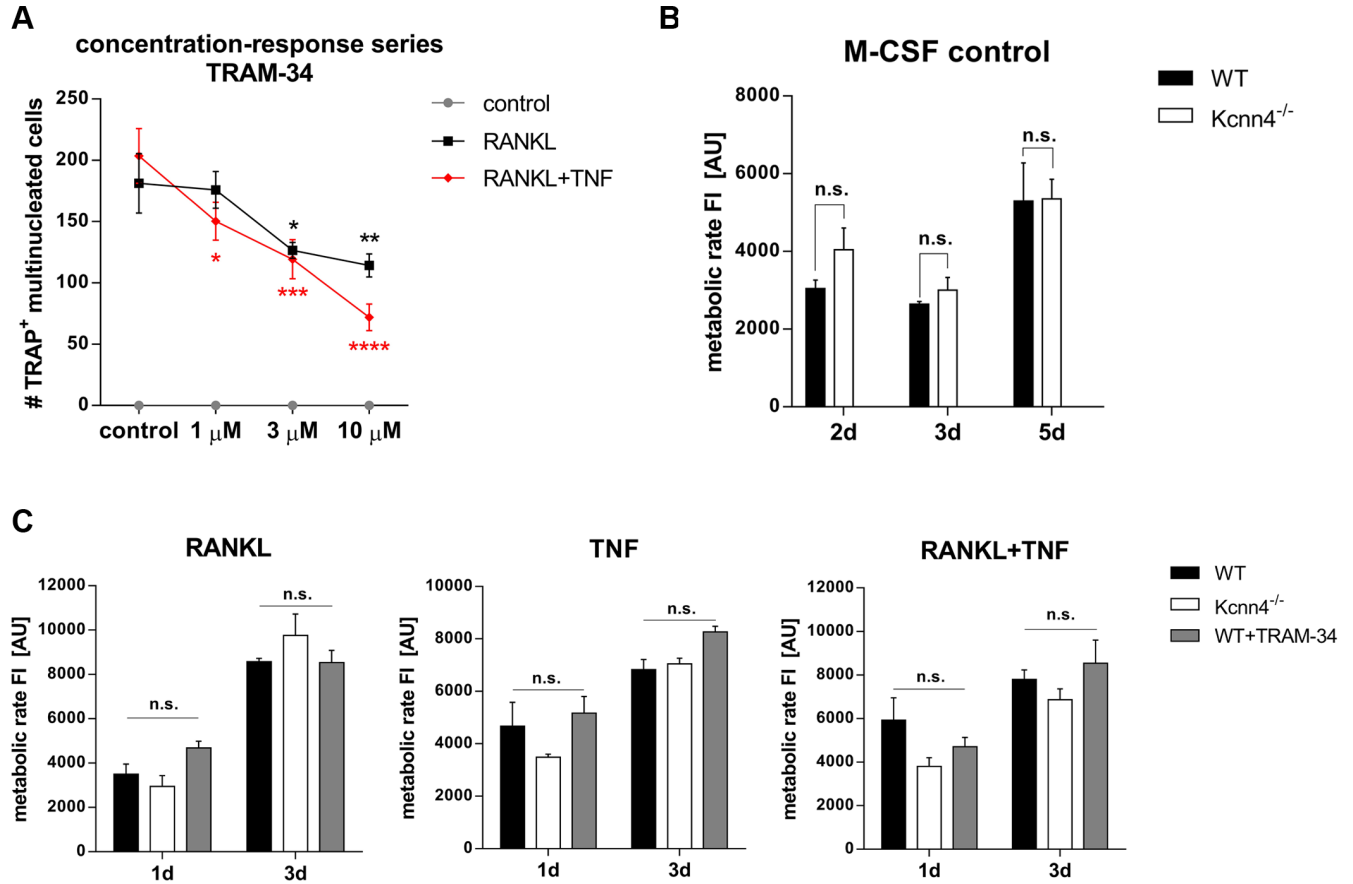 A
concentration-response series
TRAM-34
# TRAP+ multinucleated cells
250
200
150
100
50
0
control 1 μM 3 μM 10 μM
* ** 
* *** ****
control
RANKL
RANKL+TNF
B
M-CSF control
metabolic rate FI [AU]
8000
6000
4000
2000
0
n.s. n.s. n.s.
2d 3d 5d
WT
Kcnn4-/-
C
RANKL
metabolic rate FI [AU]
12000
10000
8000
6000
4000
2000
0
n.s. n.s.
1d 3d
TNF
metabolic rate FI [AU]
10000
8000
6000
4000
2000
0
n.s. n.s.
1d 3d
RANKL+TNF
metabolic rate FI [AU]
12000
10000
8000
6000
4000
2000
0
n.s. n.s.
1d 3d
WT
Kcnn4-/-
WT+TRAM-34